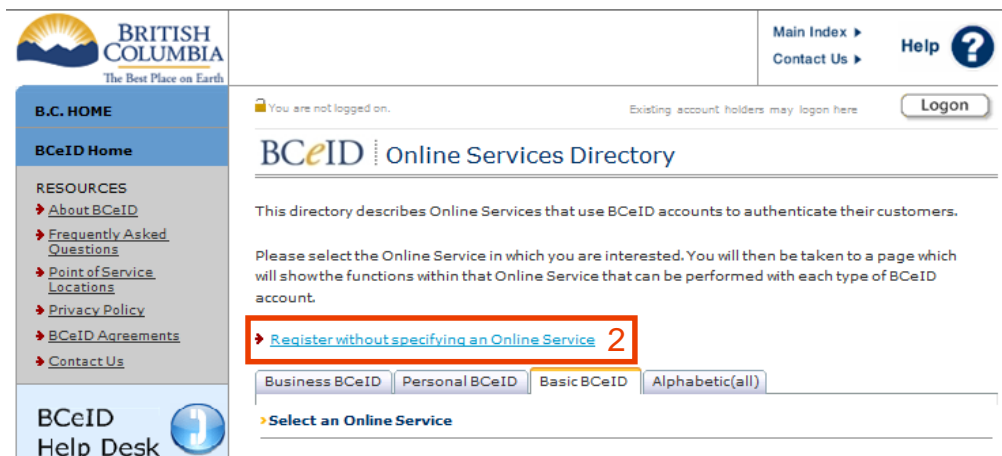 BRITISH
COLUMBIA
The Best Place on Earth
Main Index
Contact Us
Help ?
B.C. HOME
BCeID Home
RESOURCES
About BCeID
Frequently Asked
Questions
Point of Service
Locations
Privacy Policy
BCeID Agreements
Contact Us
BCeID
Help Desk
You are not logged on.
Existing account holders may logon here
Logon
BCeID Online Services Directory
This directory describes Online Services that use BCeID accounts to authenticate their customers.
Please select the Online Service in which you are interested. You will then be taken to a page which
will show the functions within that Online Service that can be performed with each type of BCeID
account.
Register without specifying an Online Service 2
Business BCeID Personal BCeID Basic BCeID Alphabetic(all)
Select an Online Service